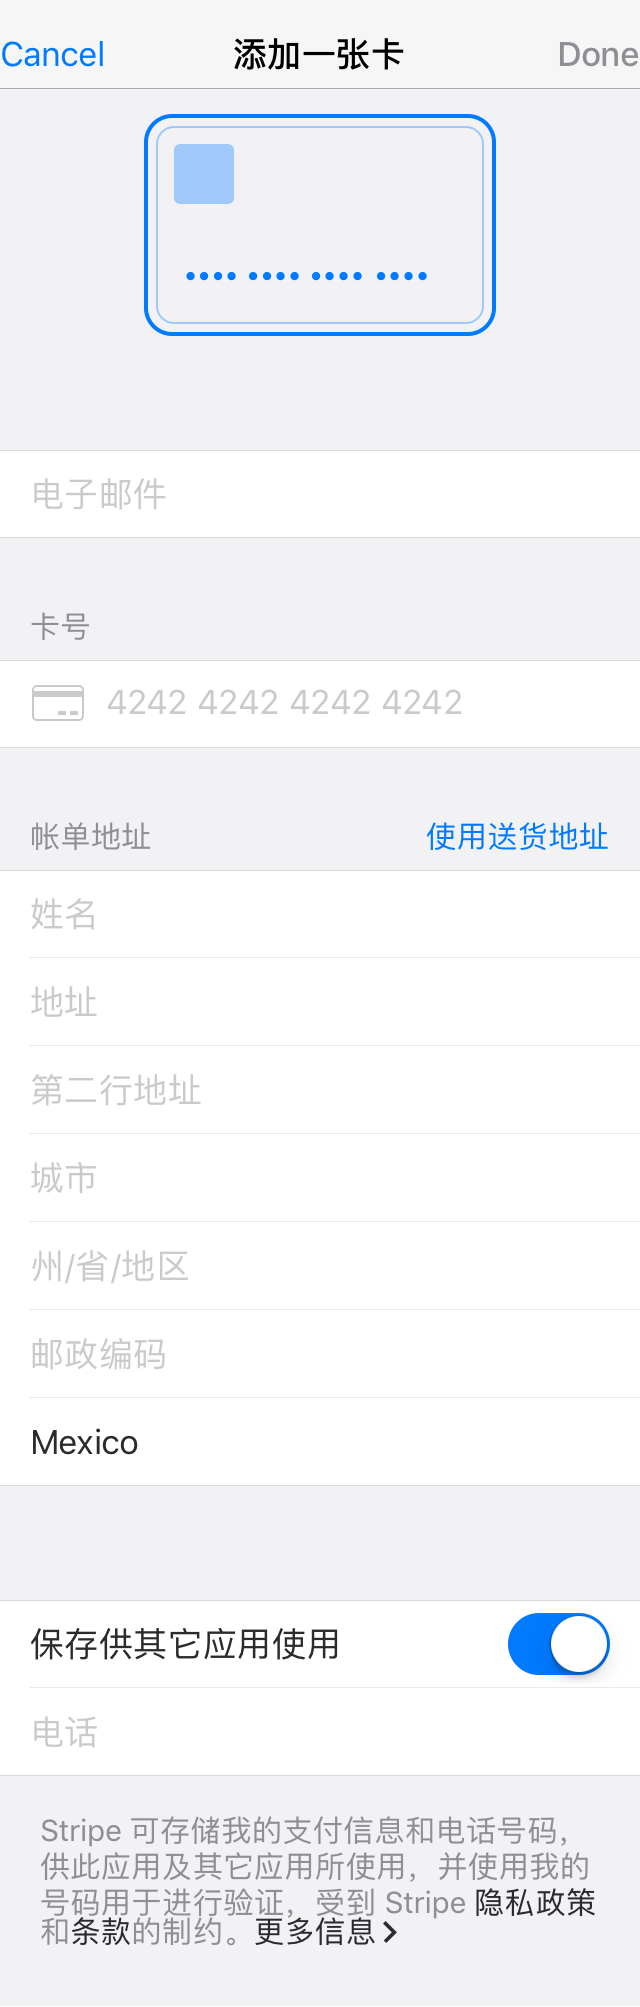 Cancel 添加一张卡 Done
•••• •••• •••• ••••
电子邮件
卡号
4242 4242 4242 4242
帐单地址 使用送货地址
姓名
地址
第二行地址
城市
州/省/地区
邮政编码
Mexico
保存供其它应用使用
电话
Stripe 可存储我的支付信息和电话号码，
供此应用及其它应用所使用，并使用我的
号码用于进行验证，受到 Stripe 隐私政策
和条款的制约。更多信息